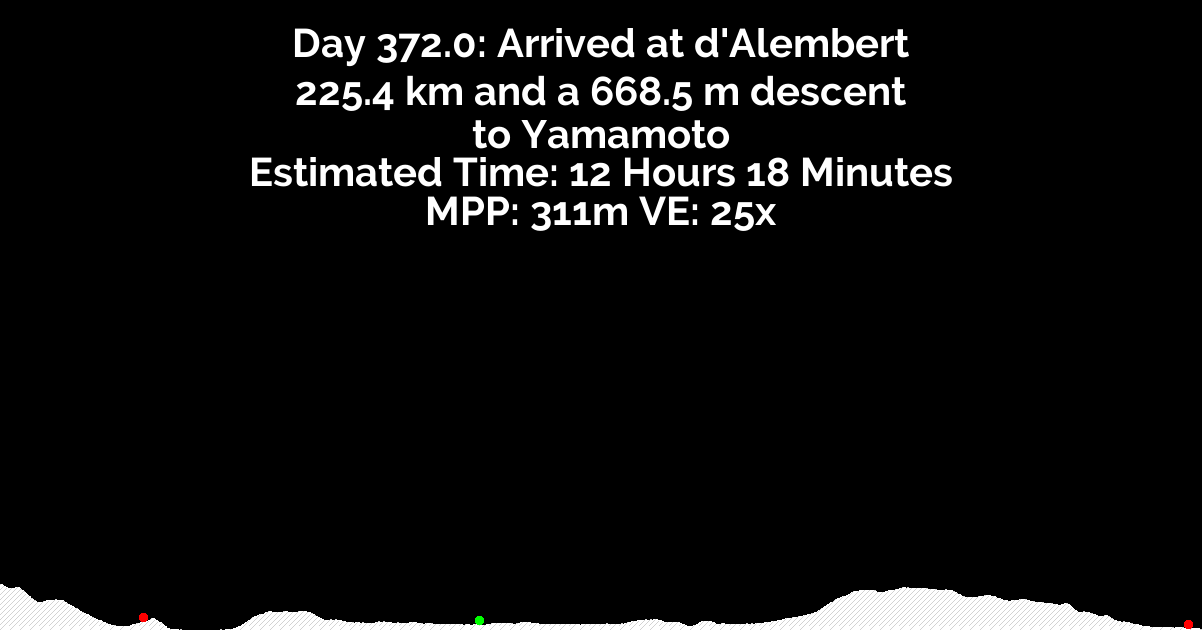 Day 372.0: Arrived at d'Alembert
225.4 km and a 668.5 m descent
to Yamamoto
Estimated Time: 12 Hours 18 Minutes
MPP: 311m VE: 25x